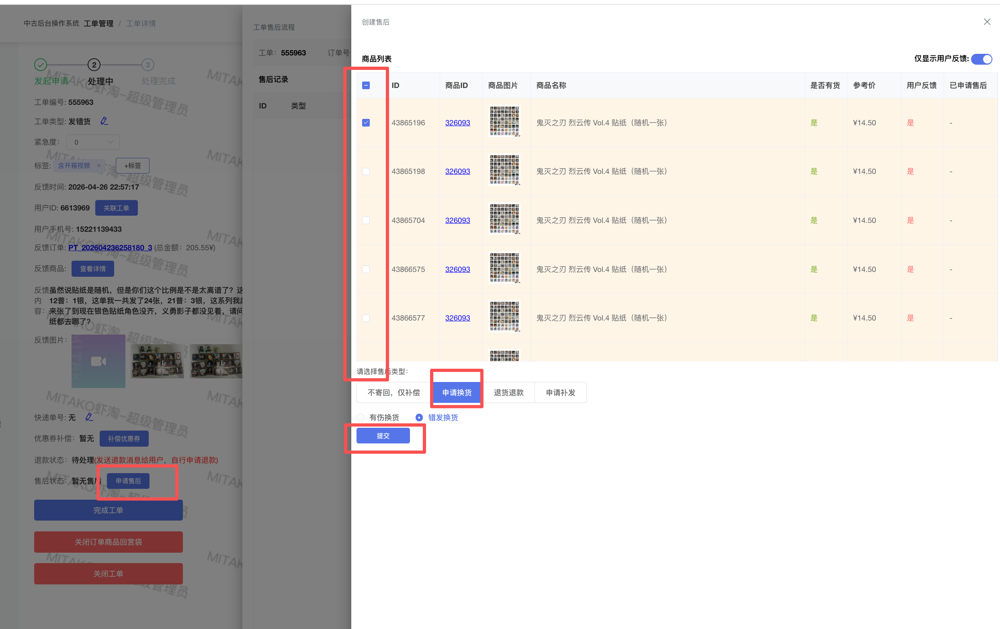 中古后台操作系统 工单管理 / 工单详情
2
3
发起申请
处理中
处理完成
工单编号: 555963
工单类型: 发错货
紧急度: 0
标签: 含开箱视频 × +标签
反馈时间: 2026-04-26 22:57:17
用户ID: 6613969 关联工单
用户手机号: 15221139433
反馈订单: PT_202604236258180_3 (总金额：205.55¥)
反馈商品: 查看详情
反馈内容：
虽然说贴纸是随机，但是你们这个比例是不是太离谱了？这
12普：1银，这单我一共发了24张，21普：3银，这系列我
来张了到现在银色贴纸角色没齐，义勇影子都没见着，请问
纸都去哪了？
反馈图片：
快递单号: 无
优惠券补偿：暂无 补偿优惠券
退款状态：待处理(发送退款消息给用户，自行申请退款)
售后状态：暂无售后 申请售后
完成工单
关闭订单商品回赏袋
关闭工单
MITAKO虾淘-超级管理员
工单售后流程
工单：555963 订单号
售后记录
ID 类型
创建售后
商品列表
仅显示用户反馈:
ID 商品ID 商品图片 商品名称 是否有货 参考价 用户反馈 已申请售后
43865196 326093 鬼灭之刃 烈云传 Vol.4 贴纸（随机一张） 是 ¥14.50 是 -
43865198 326093 鬼灭之刃 烈云传 Vol.4 贴纸（随机一张） 是 ¥14.50 是 -
43865704 326093 鬼灭之刃 烈云传 Vol.4 贴纸（随机一张） 是 ¥14.50 是 -
43866575 326093 鬼灭之刃 烈云传 Vol.4 贴纸（随机一张） 是 ¥14.50 是 -
43866577 326093 鬼灭之刃 烈云传 Vol.4 贴纸（随机一张） 是 ¥14.50 是 -
请选择售后类型：
不寄回，仅补偿 申请换货 退货退款 申请补发
有伤换货 错发换货
提交